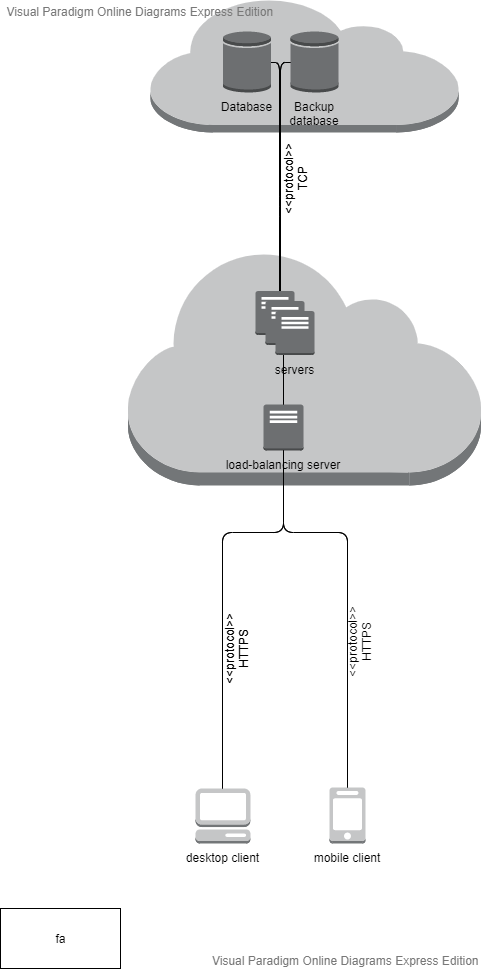 Visual Paradigm Online Diagrams Express Edition
Database
Backup
database
<<protocol>>
TCP
servers
load-balancing server
<<protocol>>
HTTPS
<<protocol>>
HTTPS
desktop client
mobile client
fa
Visual Paradigm Online Diagrams Express Edition